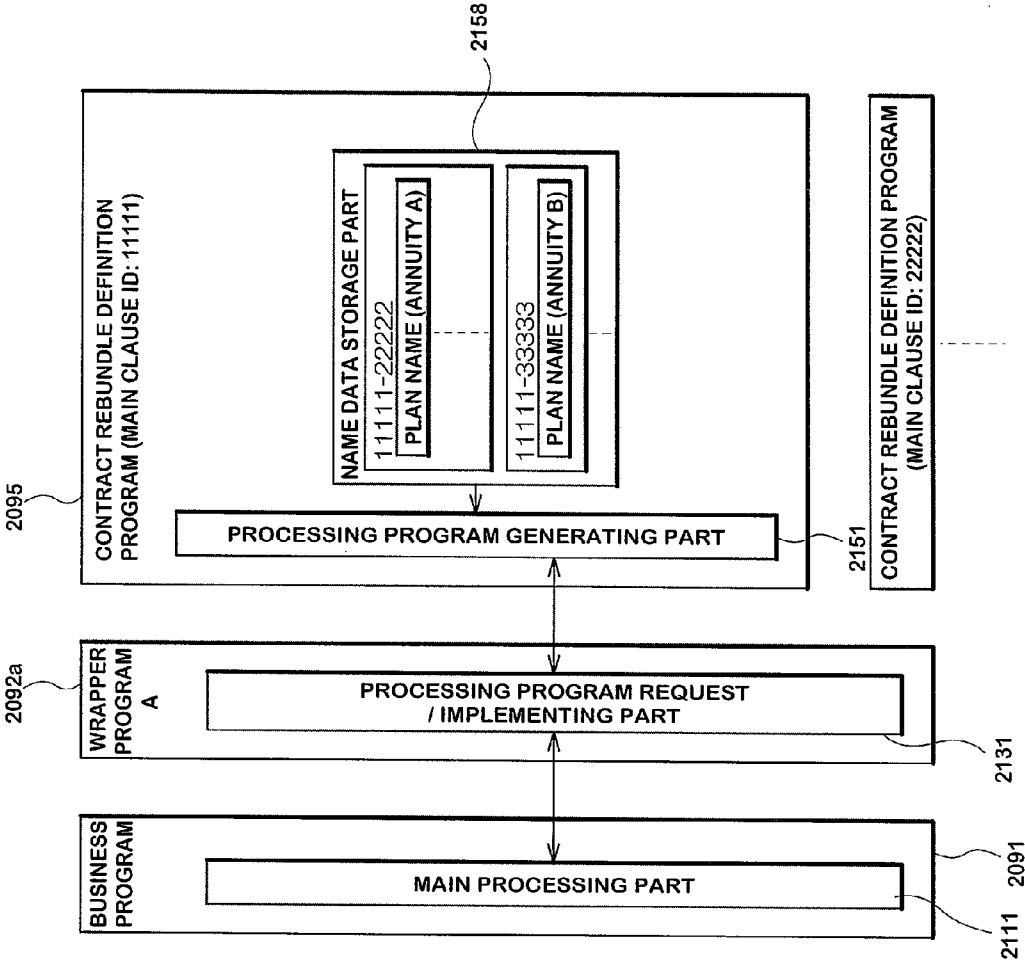 2095
CONTRACT REBUNDLE DEFINITION
PROGRAM (MAIN CLAUSE ID: 11111)
NAME DATA STORAGE PART
11111-22222
PLAN NAME (ANNUITY A)
11111-33333
PLAN NAME (ANNUITY B)
2158
PROCESSING PROGRAM GENERATING PART
2151
CONTRACT REBUNDLE DEFINITION PROGRAM
(MAIN CLAUSE ID: 22222)
2092a
WRAPPER
PROGRAM
A
PROCESSING PROGRAM REQUEST
/ IMPLEMENTING PART
2131
BUSINESS
PROGRAM
MAIN PROCESSING PART
2091
2111